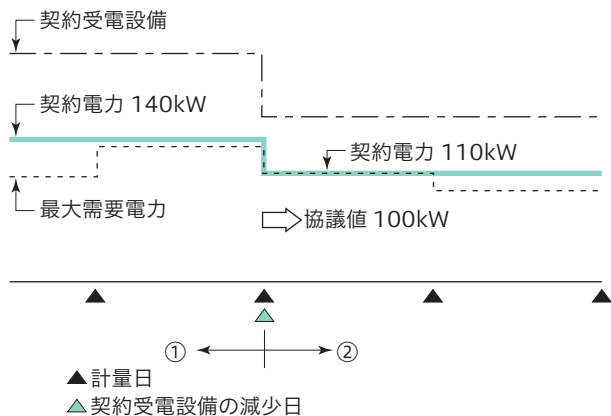 契約受電設備
契約電力 140kW
契約電力 110kW
最大需要電力
協議値 100kW
① ②
▲計量日
▲契約受電設備の減少日